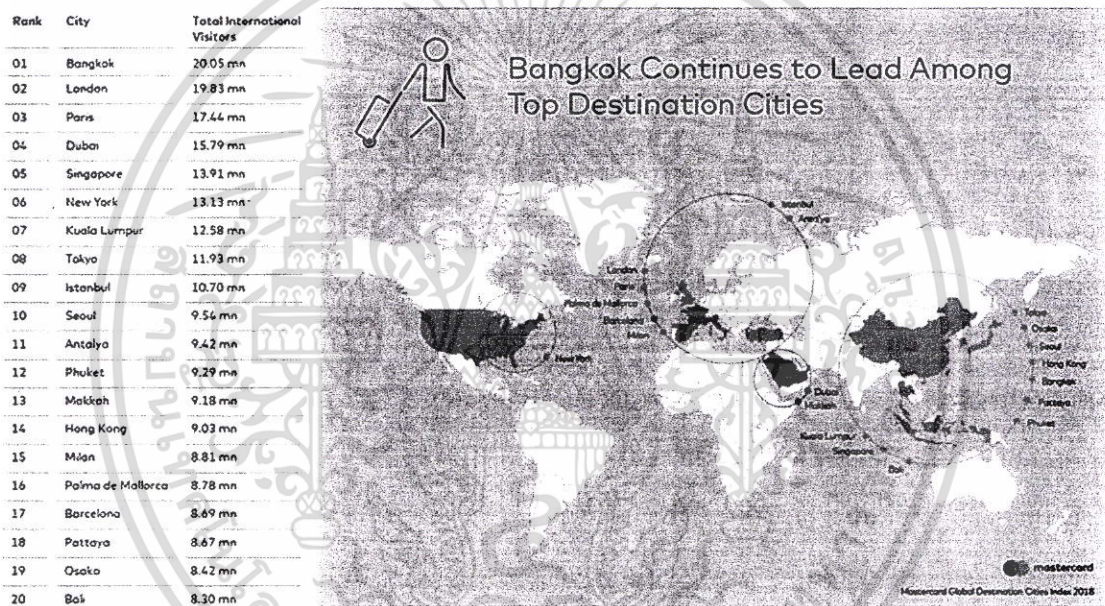 Rank City Total International
Visitors
01 Bangkok 20.05 mn
02 London 19.83 mn
03 Paris 17.44 mn
04 Dubai 15.79 mn
05 Singapore 13.91 mn
06 New York 13.13 mn
07 Kuala Lumpur 12.58 mn
08 Tokyo 11.93 mn
09 Istanbul 10.70 mn
10 Seoul 9.54 mn
11 Antalya 9.42 mn
12 Phuket 9.29 mn
13 Makkah 9.18 mn
14 Hong Kong 9.03 mn
15 Milan 8.81 mn
16 Palma de Mallorca 8.78 mn
17 Barcelona 8.69 mn
18 Pattaya 8.67 mn
19 Osaka 8.42 mn
20 Bali 8.30 mn
Bangkok Continues to Lead Among
Top Destination Cities
Istanbul
Antalya
London
Paris
Palma de Mallorca
Barcelona
Milan
New York
Dubai
Makkah
Tokyo
Osaka
Seoul
Hong Kong
Bangkok
Pattaya
Phuket
Kuala Lumpur
Singapore
Bali
mastercard
Mastercard Global Destination Cities Index 2018